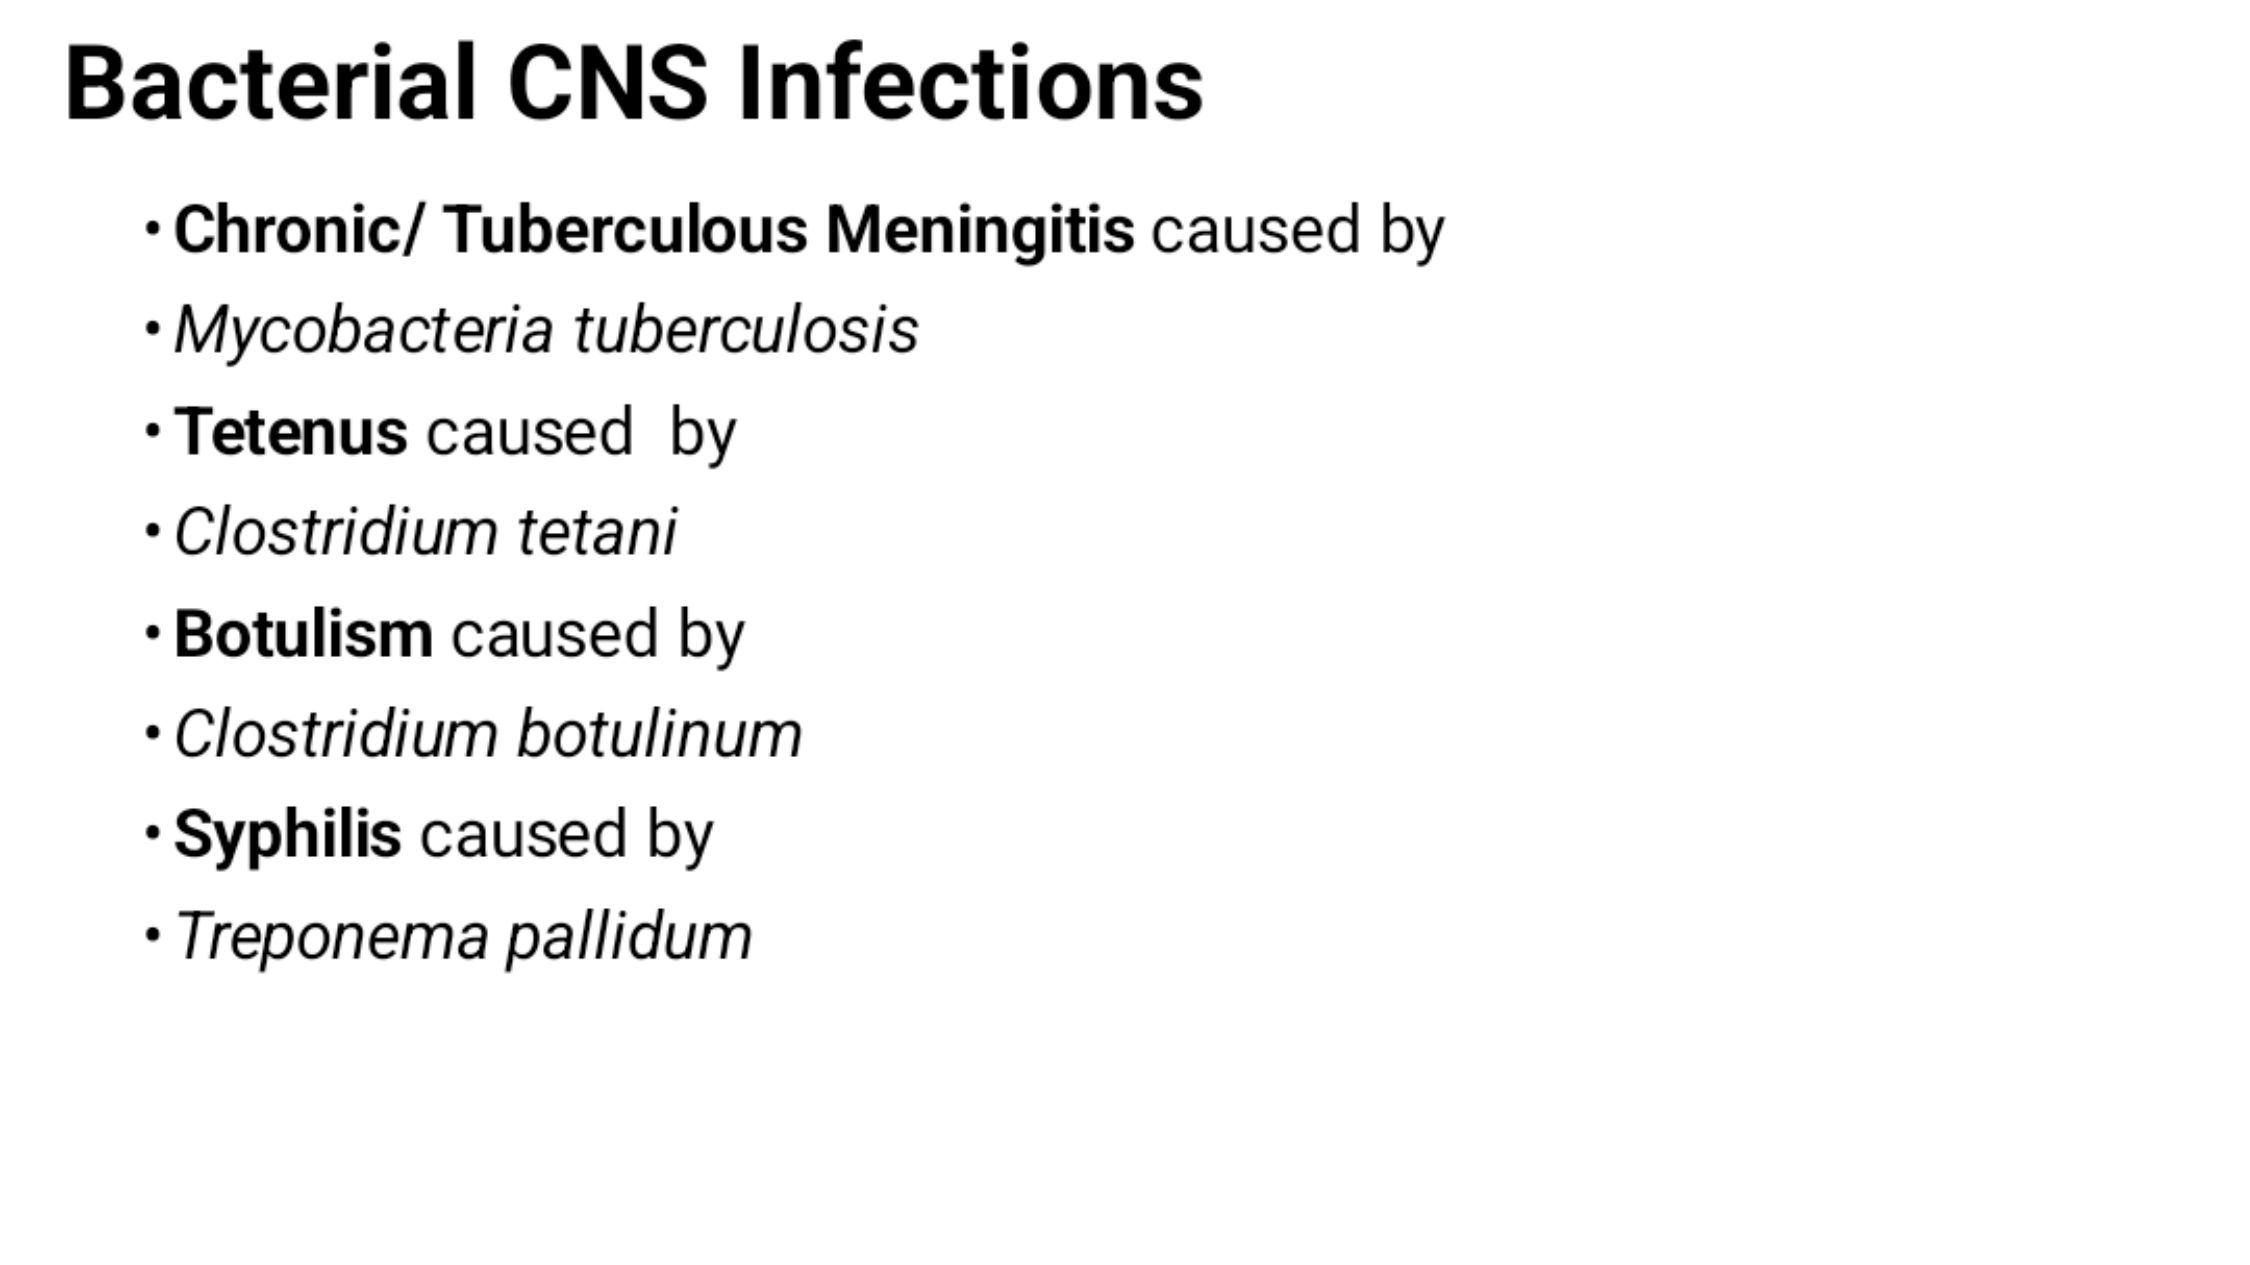 Bacterial CNS Infections
• Chronic/ Tuberculous Meningitis caused by
• Mycobacteria tuberculosis
• Tetenus caused  by
• Clostridium tetani
• Botulism caused by
• Clostridium botulinum
• Syphilis caused by
• Treponema pallidum